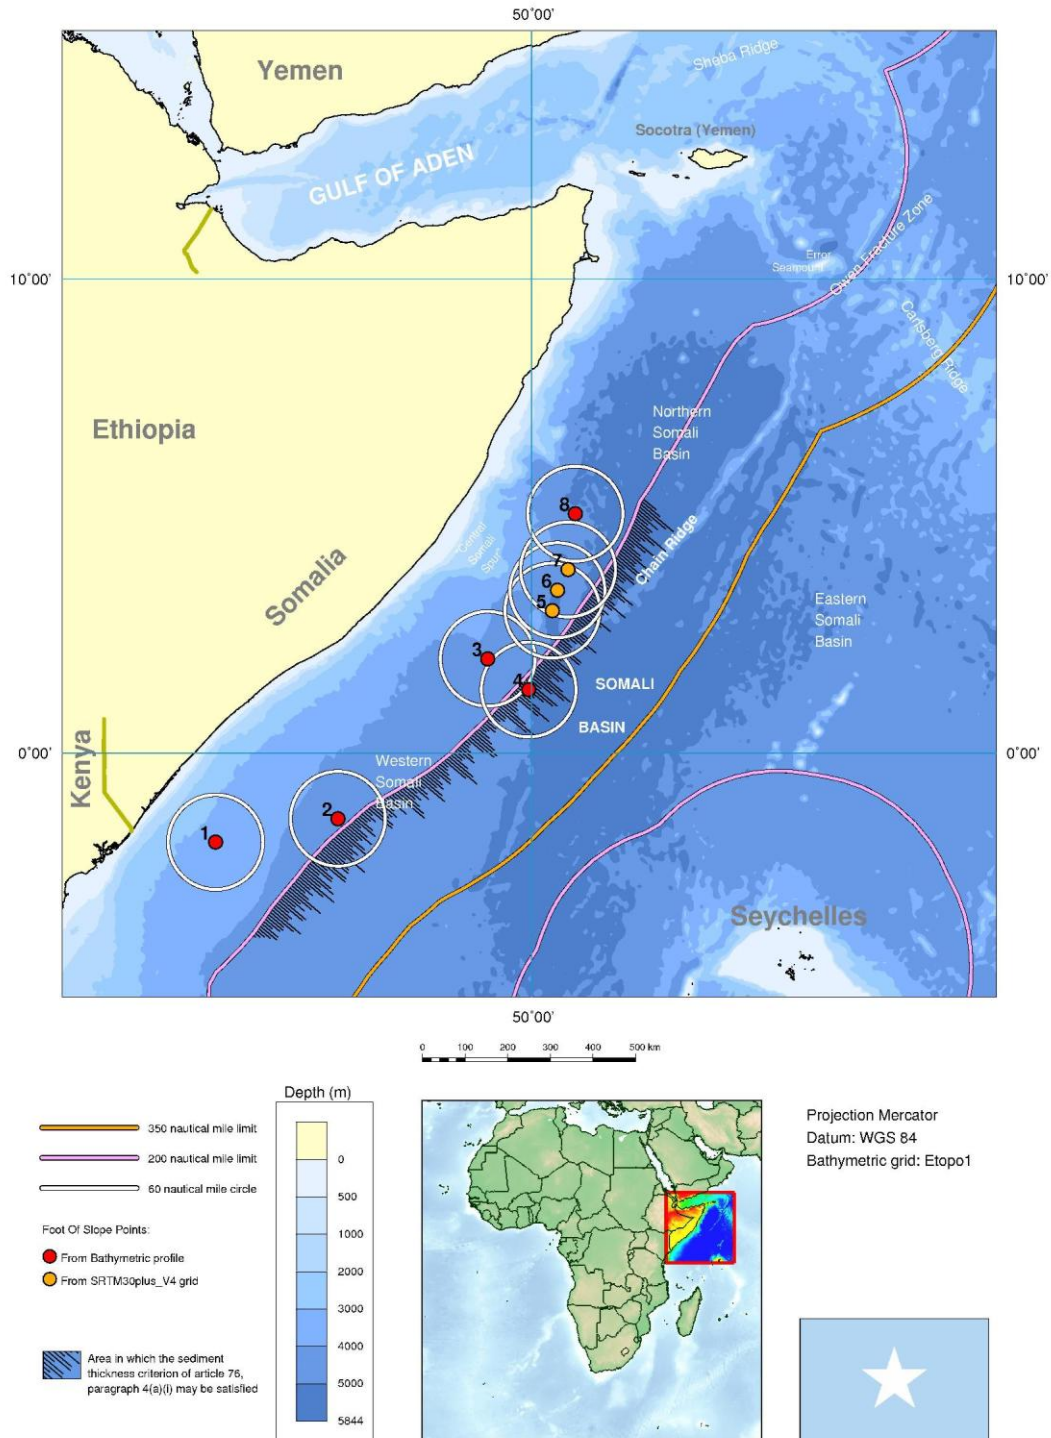 50°00'
Yemen
Sheba Ridge
Socotra (Yemen)
GULF OF ADEN
Error
Seamount
Owen Fracture Zone
10°00'
10°00'
Carlsberg Ridge
Ethiopia
Northern
Somali
Basin
8
"Central
Somali
Spur"
Chain Ridge
7
6
5
Somalia
Eastern
Somali
Basin
3
4
SOMALI
BASIN
0°00'
0°00'
Kenya
Western
Somali
Basin
2
1
Seychelles
50°00'
0 100 200 300 400 500 km
Depth (m)
350 nautical mile limit
200 nautical mile limit
60 nautical mile circle
Foot Of Slope Points:
From Bathymetric profile
From SRTM30plus_V4 grid
Area in which the sediment
thickness criterion of article 76,
paragraph 4(a)(i) may be satisfied
0
500
1000
2000
3000
4000
5000
5844
Projection Mercator
Datum: WGS 84
Bathymetric grid: Etopo1